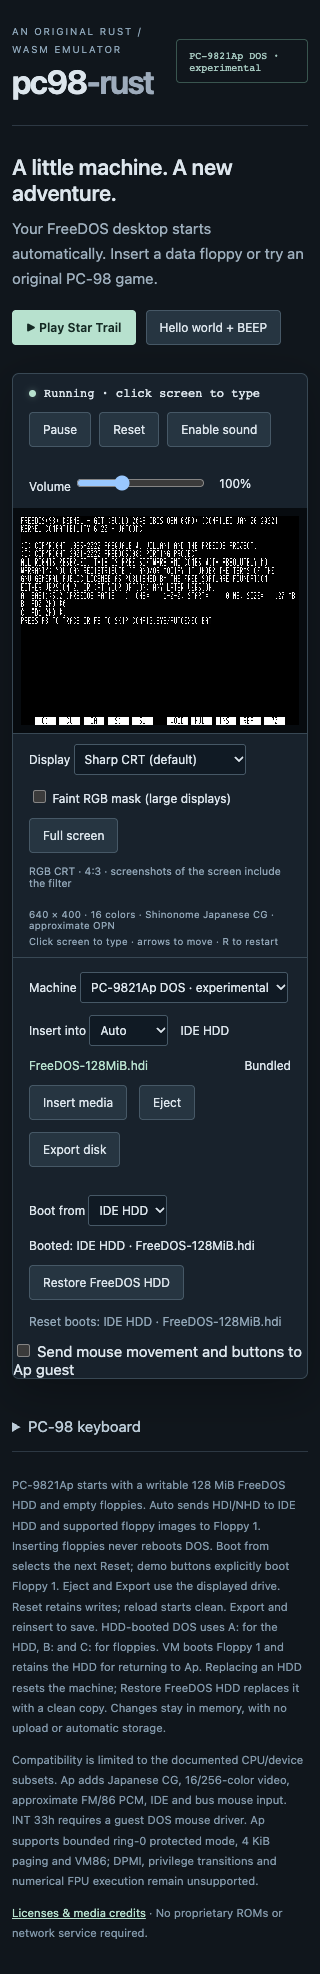 AN ORIGINAL RUST /
WASM EMULATOR
pc98-rust
PC-9821Ap DOS ·
experimental
A little machine. A new
adventure.
Your FreeDOS desktop starts
automatically. Insert a data floppy or try an
original PC-98 game.
▶ Play Star Trail
Hello world + BEEP
Running · click screen to type
Pause
Reset
Enable sound
Volume
100%
Display
Sharp CRT (default)
Faint RGB mask (large displays)
Full screen
RGB CRT · 4:3 · screenshots of the screen include
the filter
640 × 400 · 16 colors · Shinonome Japanese CG ·
approximate OPN
Click screen to type · arrows to move · R to restart
Machine
PC-9821Ap DOS · experimental
Insert into
Auto
IDE HDD
FreeDOS-128MiB.hdi
Bundled
Insert media
Eject
Export disk
Boot from
IDE HDD
Booted: IDE HDD · FreeDOS-128MiB.hdi
Restore FreeDOS HDD
Reset boots: IDE HDD · FreeDOS-128MiB.hdi
Send mouse movement and buttons to
Ap guest
▶ PC-98 keyboard
PC-9821Ap starts with a writable 128 MiB FreeDOS
HDD and empty floppies. Auto sends HDI/NHD to IDE
HDD and supported floppy images to Floppy 1.
Inserting floppies never reboots DOS. Boot from
selects the next Reset; demo buttons explicitly boot
Floppy 1. Eject and Export use the displayed drive.
Reset retains writes; reload starts clean. Export and
reinsert to save. HDD-booted DOS uses A: for the
HDD, B: and C: for floppies. VM boots Floppy 1 and
retains the HDD for returning to Ap. Replacing an HDD
resets the machine; Restore FreeDOS HDD replaces it
with a clean copy. Changes stay in memory, with no
upload or automatic storage.
Compatibility is limited to the documented CPU/device
subsets. Ap adds Japanese CG, 16/256-color video,
approximate FM/86 PCM, IDE and bus mouse input.
INT 33h requires a guest DOS mouse driver. Ap
supports bounded ring-0 protected mode, 4 KiB
paging and VM86; DPMI, privilege transitions and
numerical FPU execution remain unsupported.
Licenses & media credits · No proprietary ROMs or
network service required.